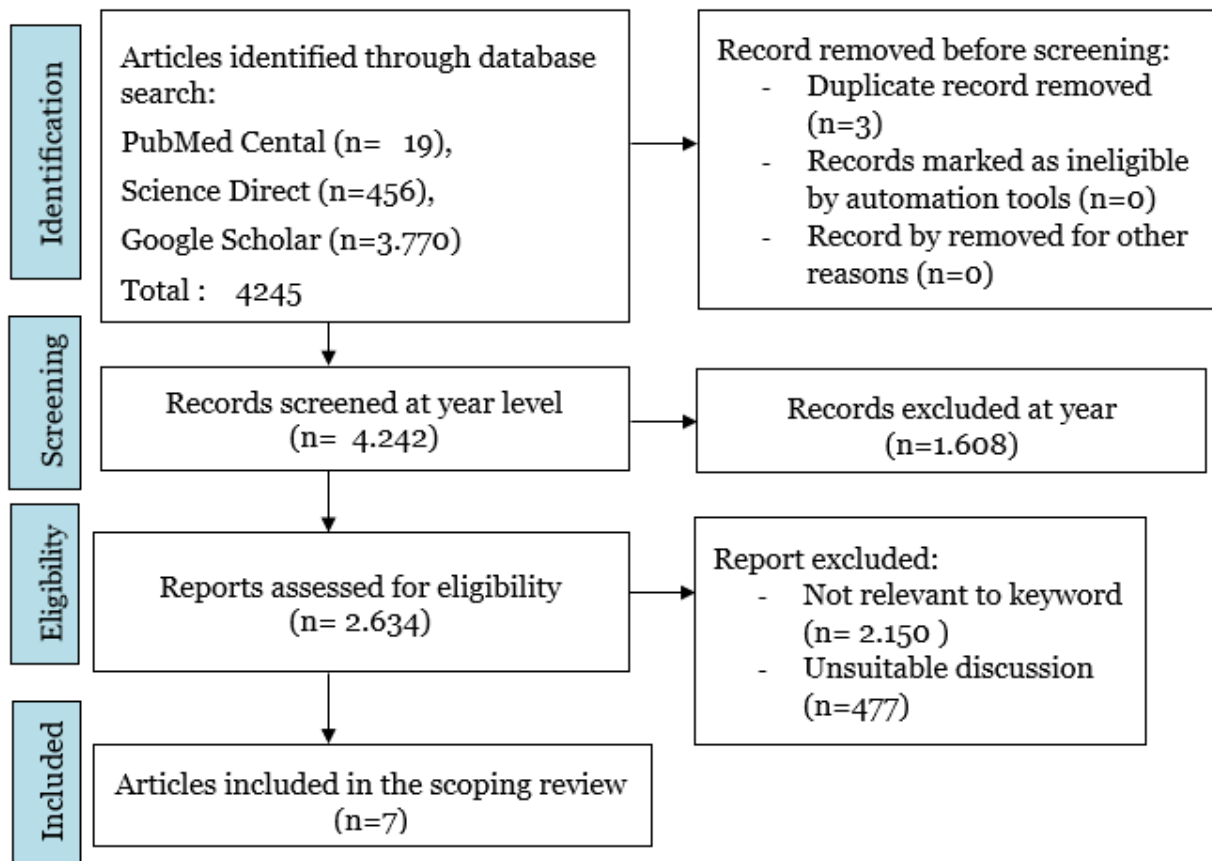 Identification
Articles identified through database
search:
PubMed Cental (n= 19),
Science Direct (n=456),
Google Scholar (n=3.770)
Total : 4245
Record removed before screening:
- Duplicate record removed
(n=3)
- Records marked as ineligible
by automation tools (n=0)
- Record by removed for other
reasons (n=0)
Screening
Records screened at year level
(n= 4.242)
Records excluded at year
(n=1.608)
Eligibility
Reports assessed for eligibility
(n= 2.634)
Report excluded:
- Not relevant to keyword
(n= 2.150 )
- Unsuitable discussion
(n=477)
Included
Articles included in the scoping review
(n=7)